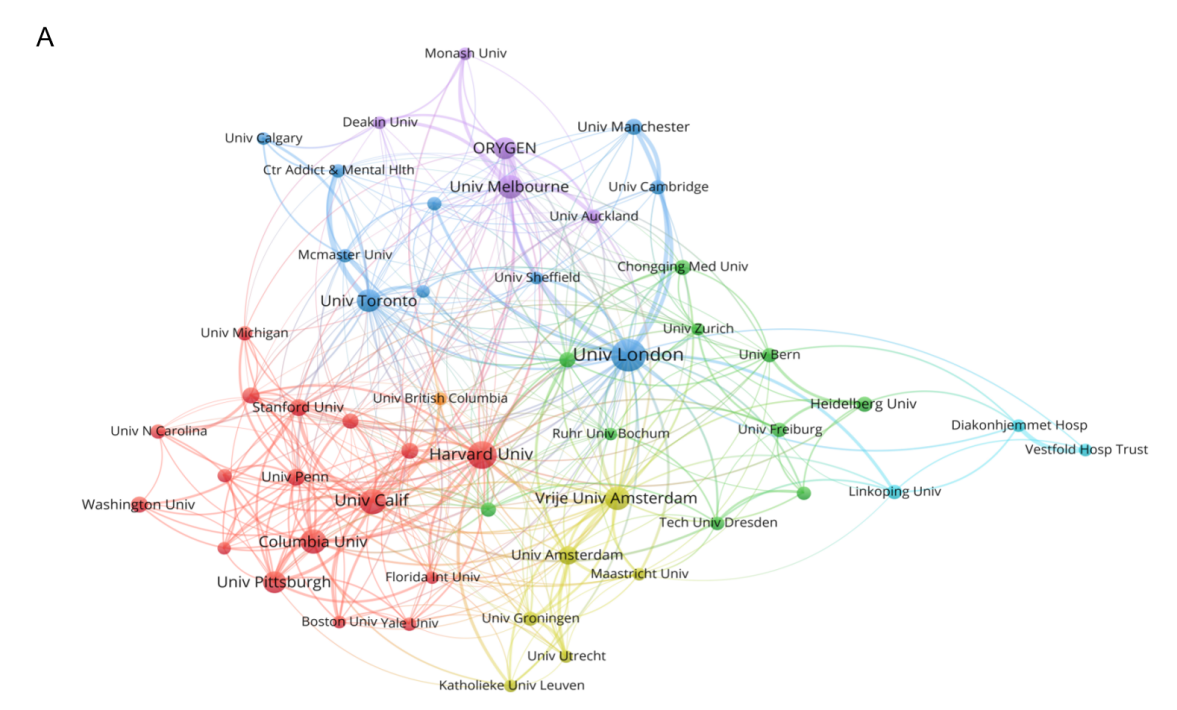 A
Monash Univ
Deakin Univ
Univ Manchester
Univ Calgary
ORYGEN
Ctr Addict & Mental Hlth
Univ Melbourne
Univ Cambridge
Univ Auckland
Mcmaster Univ
Chongqing Med Univ
Univ Sheffield
Univ Toronto
Univ Zurich
Univ Michigan
Univ London
Univ Bern
Univ British Columbia
Heidelberg Univ
Stanford Univ
Diakonhjemmet Hosp
Univ N Carolina
Ruhr Univ Bochum
Univ Freiburg
Vestfold Hosp Trust
Harvard Univ
Univ Penn
Linkoping Univ
Washington Univ
Univ Calif
Vrije Univ Amsterdam
Tech Univ Dresden
Columbia Univ
Univ Amsterdam
Maastricht Univ
Univ Pittsburgh
Florida Int Univ
Boston Univ
Yale Univ
Univ Groningen
Univ Utrecht
Katholieke Univ Leuven